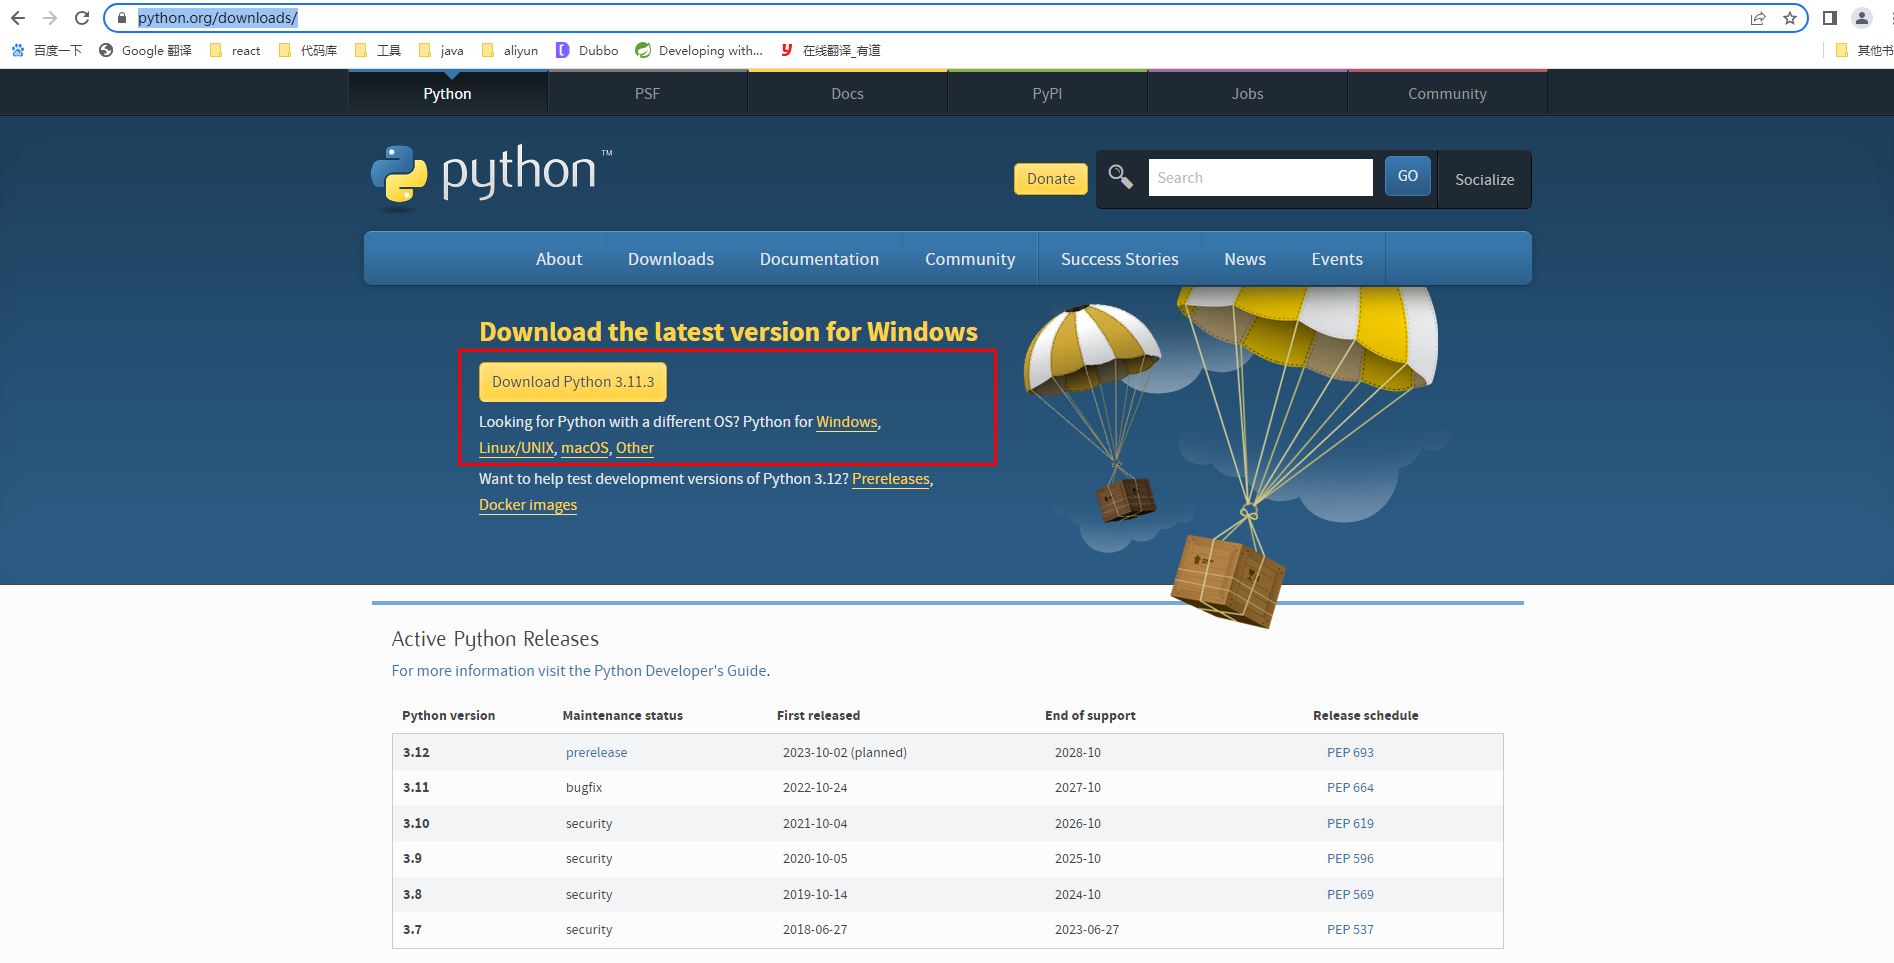 python.org/downloads/
百度一下 Google 翻译 react 代码库 工具 java aliyun Dubbo Developing with... 在线翻译_有道 其他书
Python PSF Docs PyPI Jobs Community
python™
Donate Search GO Socialize
About Downloads Documentation Community Success Stories News Events
Download the latest version for Windows
Download Python 3.11.3
Looking for Python with a different OS? Python for Windows,
Linux/UNIX, macOS, Other
Want to help test development versions of Python 3.12? Prereleases,
Docker images
Active Python Releases
For more information visit the Python Developer's Guide.
Python version Maintenance status First released End of support Release schedule
3.12 prerelease 2023-10-02 (planned) 2028-10 PEP 693
3.11 bugfix 2022-10-24 2027-10 PEP 664
3.10 security 2021-10-04 2026-10 PEP 619
3.9 security 2020-10-05 2025-10 PEP 596
3.8 security 2019-10-14 2024-10 PEP 569
3.7 security 2018-06-27 2023-06-27 PEP 537